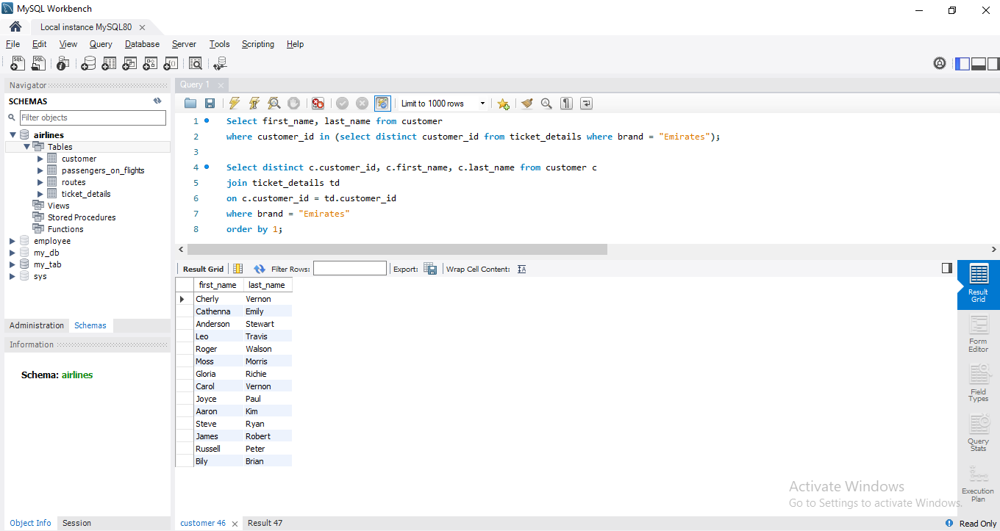 MySQL Workbench
Local instance MySQL80
File Edit View Query Database Server Tools Scripting Help
Navigator
SCHEMAS
Filter objects
airlines
Tables
customer
passengers_on_flights
routes
ticket_details
Views
Stored Procedures
Functions
employee
my_db
my_tab
sys
Administration Schemas
Information
Schema: airlines
Object Info Session
Query 1
Limit to 1000 rows
1 Select first_name, last_name from customer
2 where customer_id in (select distinct customer_id from ticket_details where brand = "Emirates");
3
4 Select distinct c.customer_id, c.first_name, c.last_name from customer c
5 join ticket_details td
6 on c.customer_id = td.customer_id
7 where brand = "Emirates"
8 order by 1;
Result Grid Filter Rows: Export: Wrap Cell Content:
first_name last_name
Cherly Vernon
Cathenna Emily
Anderson Stewart
Leo Travis
Roger Walson
Moss Morris
Gloria Richie
Carol Vernon
Joyce Paul
Aaron Kim
Steve Ryan
James Robert
Russell Peter
Bily Brian
Result
Grid
Form
Editor
Field
Types
Query
Stats
Execution
Plan
Activate Windows
Go to Settings to activate Windows.
customer 46 Result 47
Read Only